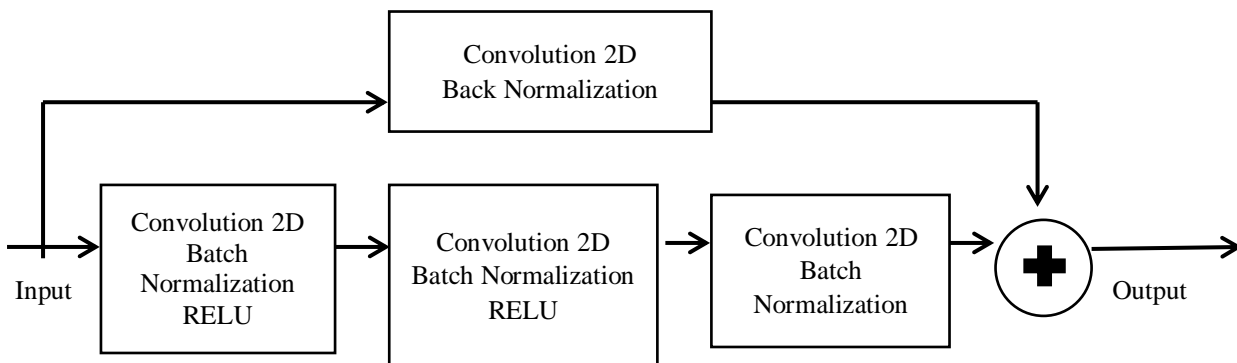 Convolution 2D
Back Normalization
Input
Convolution 2D
Batch
Normalization
RELU
Convolution 2D
Batch Normalization
RELU
Convolution 2D
Batch
Normalization
Output